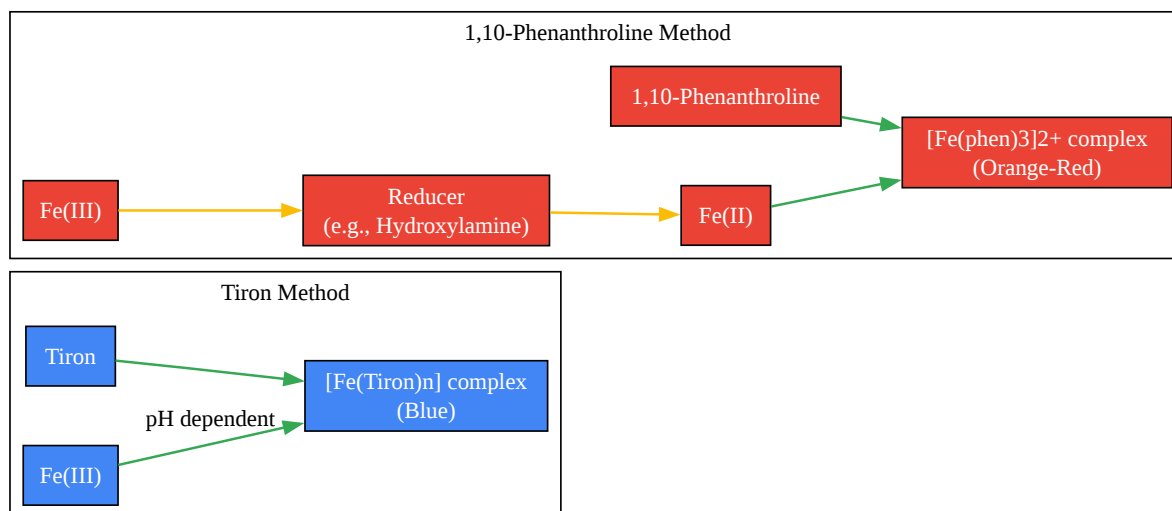 1,10-Phenanthroline Method
1,10-Phenanthroline
[Fe(phen)3]2+ complex
(Orange-Red)
Fe(III)
Reducer
(e.g., Hydroxylamine)
Fe(II)
Tiron Method
Tiron
[Fe(Tiron)n] complex
(Blue)
pH dependent
Fe(III)